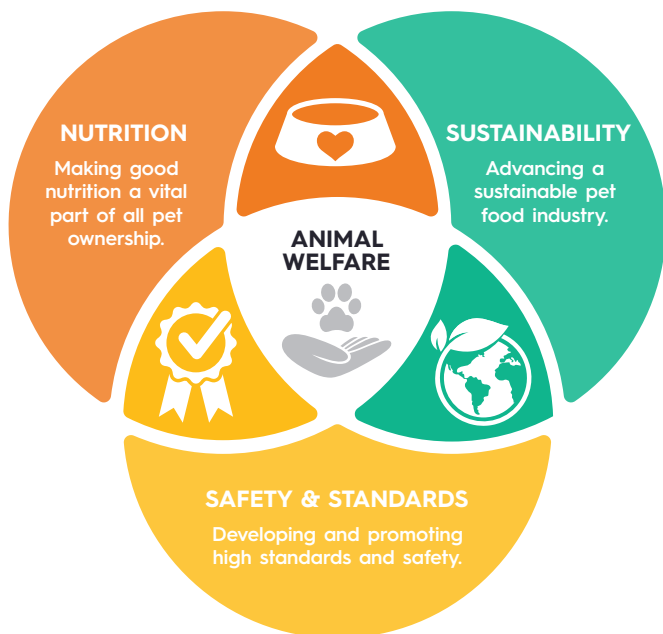 NUTRITION
Making good
nutrition a vital
part of all pet
ownership.
SUSTAINABILITY
Advancing a
sustainable pet
food industry.
ANIMAL
WELFARE
SAFETY & STANDARDS
Developing and promoting
high standards and safety.